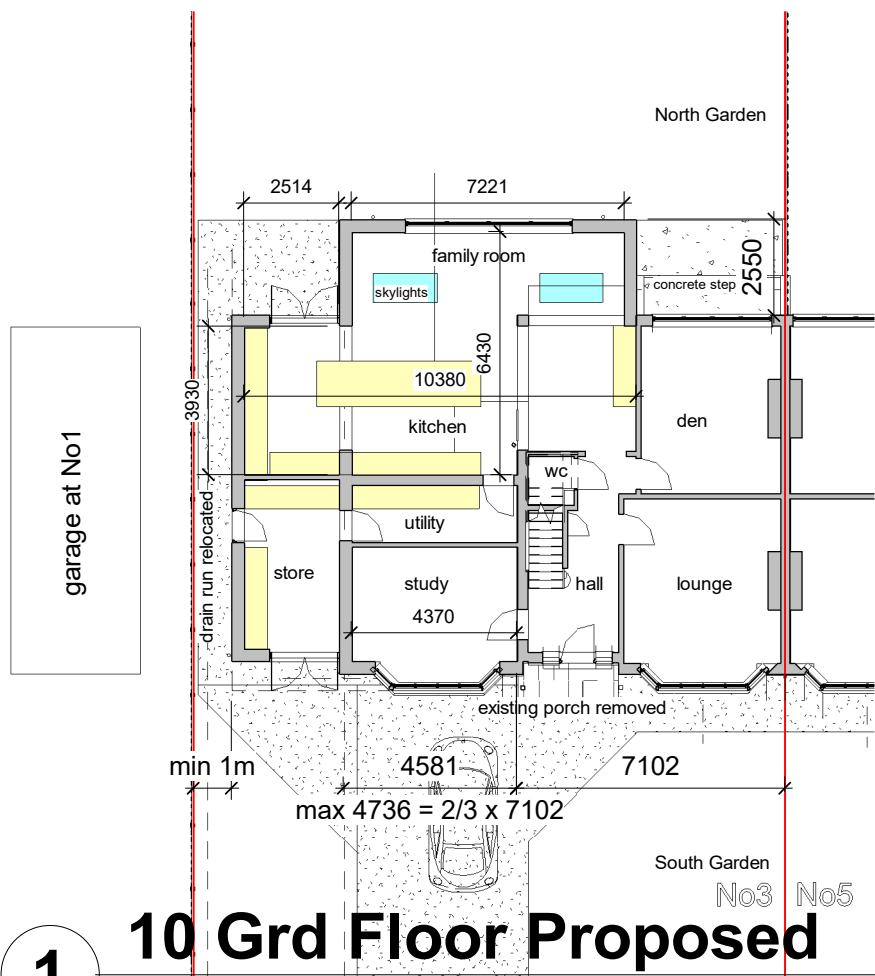 North Garden
2514
7221
family room
skylights
concrete step
2550
6430
3930
10380
kitchen
den
garage at No1
drain run relocated
wc
utility
store
study
hall
lounge
4370
existing porch removed
min 1m
4581
7102
max 4736 = 2/3 x 7102
South Garden
No3 No5
1
10 Grd Floor Proposed